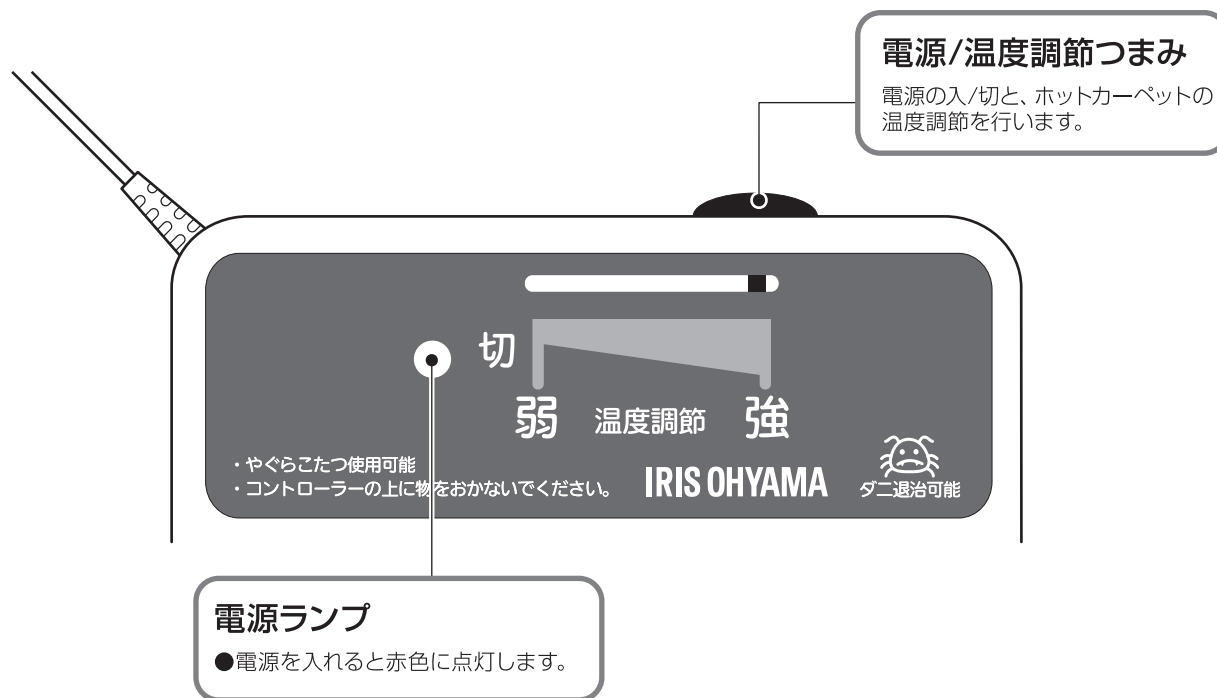 電源/温度調節つまみ
電源の入/切と、ホットカーペットの
温度調節を行います。
切
弱 温度調節 強
・やぐらこたつ使用可能
・コントローラーの上に物をおかないでください。
IRIS OHYAMA
ダニ退治可能
電源ランプ
●電源を入れると赤色に点灯します。